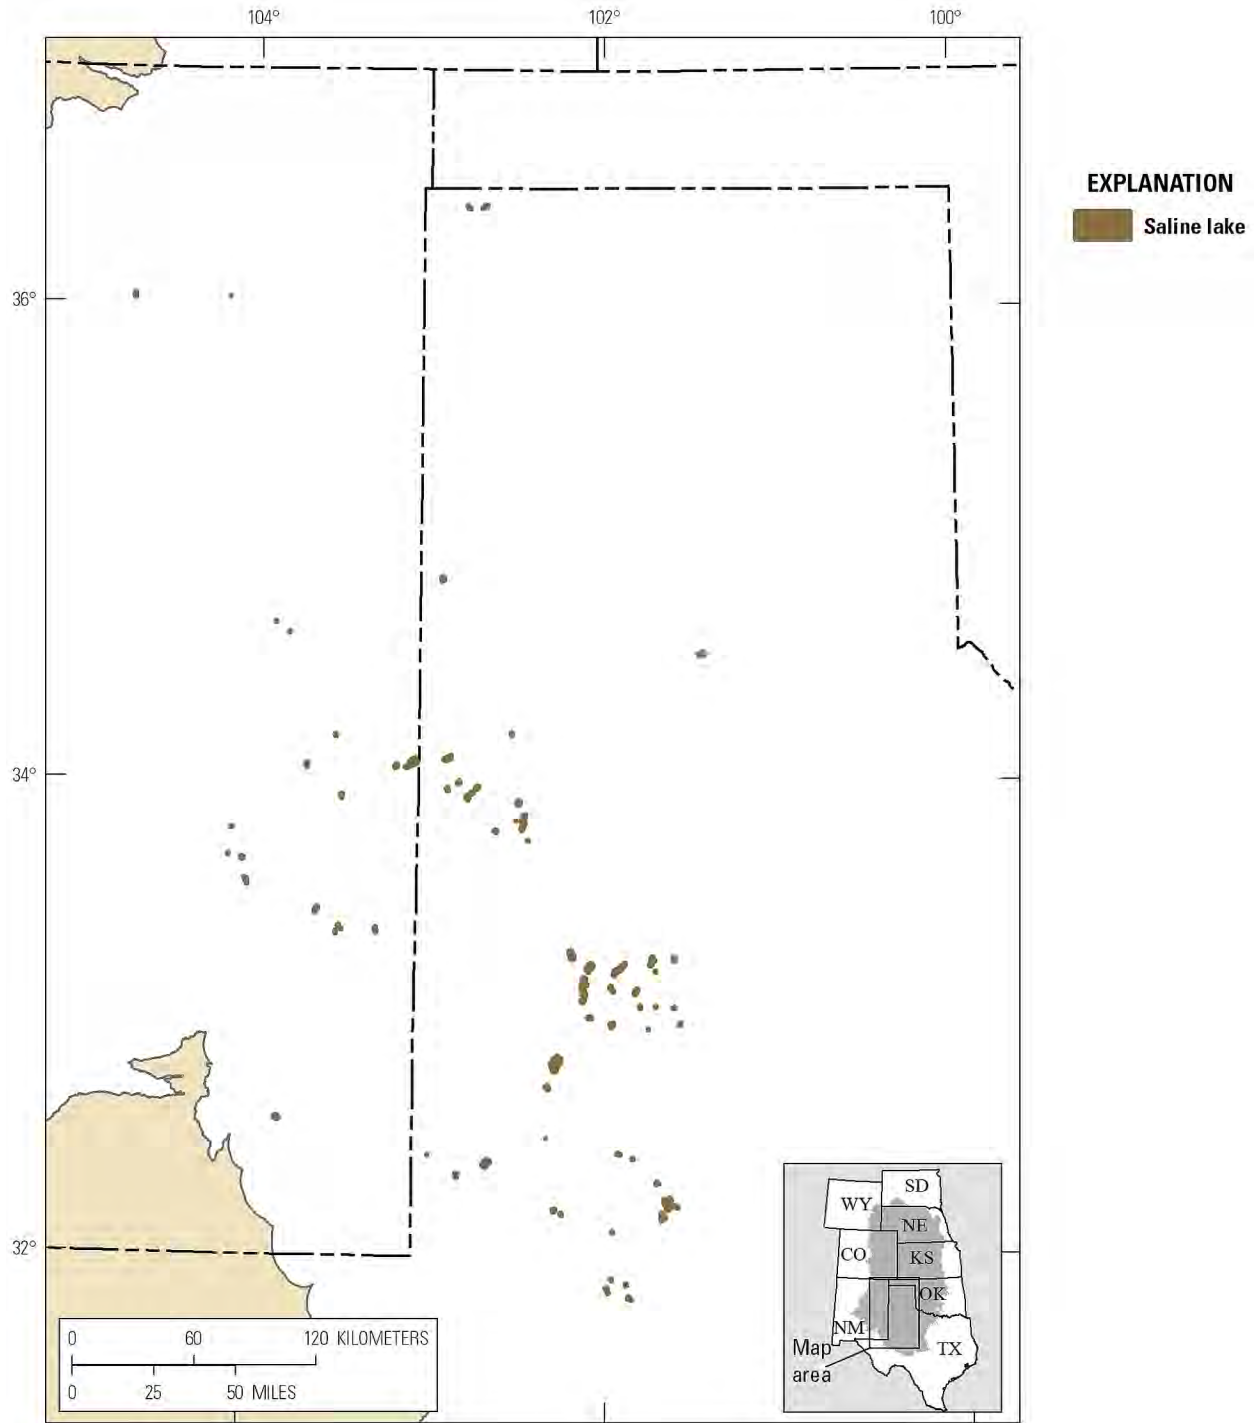 104° 102° 100°
EXPLANATION
Saline lake
36°
34°
32°
0 60 120 KILOMETERS
0 25 50 MILES
SD
WY
NE
CO
KS
OK
NM
TX
Map
area